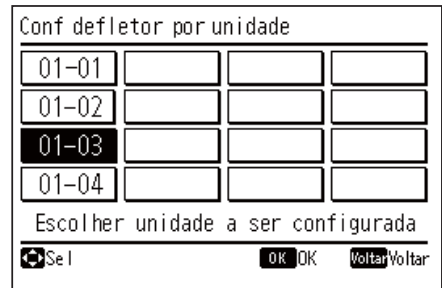 Conf defletor por unidade
01-01
01-02
01-03
01-04
Escolher unidade a ser configurada
Sel OK OK Voltar Voltar